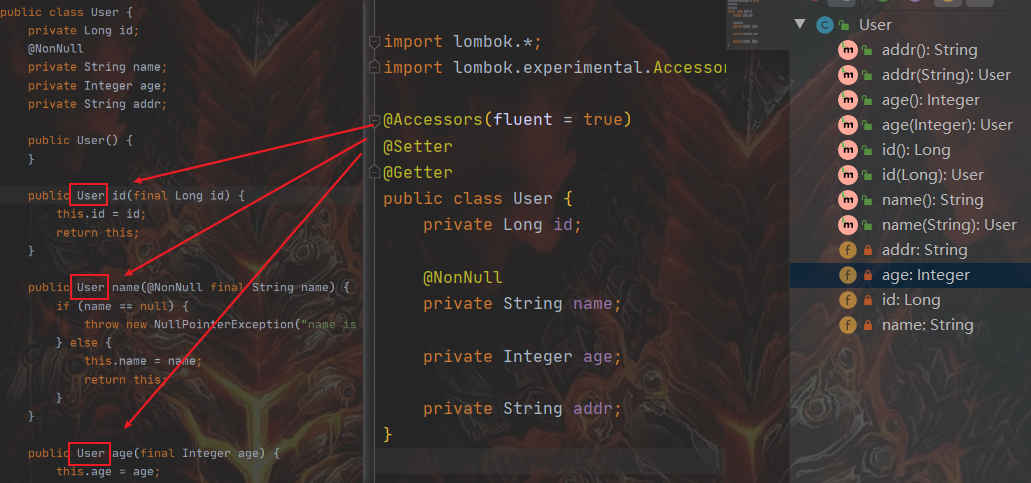 public class User {
private Long id;
@NonNull
private String name;
private Integer age;
private String addr;
public User() {
}
public User id(final Long id) {
this.id = id;
return this;
}
public User name(@NonNull final String name) {
if (name == null) {
throw new NullPointerException("name is
} else {
this.name = name;
return this;
}
}
public User age(final Integer age) {
this.age = age;
import lombok.*;
import lombok.experimental.Accessor
@Accessors(fluent = true)
@Setter
@Getter
public class User {
private Long id;
@NonNull
private String name;
private Integer age;
private String addr;
}
User
addr(): String
addr(String): User
age(): Integer
age(Integer): User
id(): Long
id(Long): User
name(): String
name(String): User
addr: String
age: Integer
id: Long
name: String